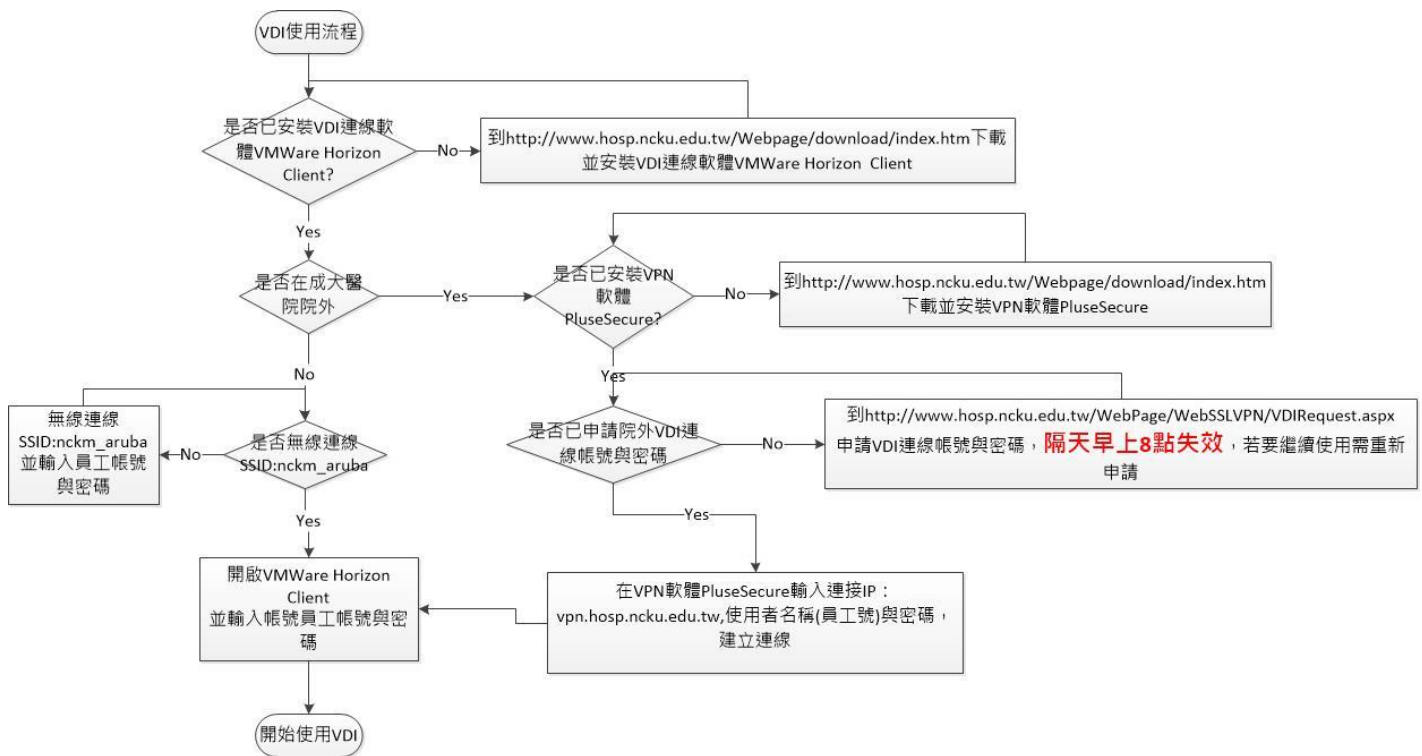 VDI使用流程
是否已安裝VDI連線軟
體VMWare Horizon
Client?
No
到http://www.hosp.ncku.edu.tw/Webpage/download/index.htm下載
並安裝VDI連線軟體VMWare Horizon Client
Yes
是否在成大醫
院院外
Yes
是否已安裝VPN
軟體
PluseSecure?
No
到http://www.hosp.ncku.edu.tw/Webpage/download/index.htm
下載並安裝VPN軟體PluseSecure
No
Yes
無線連線
SSID:nckm_aruba
並輸入員工帳號
與密碼
No
是否無線連線
SSID:nckm_aruba
是否已申請院外VDI連
線帳號與密碼
No
到http://www.hosp.ncku.edu.tw/WebPage/WebSSLVPN/VDIRequest.aspx
申請VDI連線帳號與密碼，隔天早上8點失效，若要繼續使用需重新
申請
Yes
Yes
開啟VMWare Horizon
Client
並輸入帳號員工帳號與密
碼
在VPN軟體PluseSecure輸入連接IP：
vpn.hosp.ncku.edu.tw,使用者名稱(員工號)與密碼，
建立連線
開始使用VDI